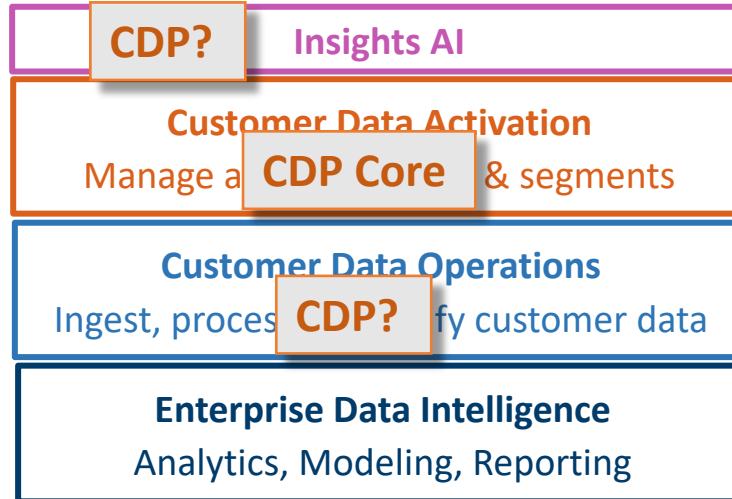 CDP? Insights AI
Customer Data Activation
Manage a CDP Core & segments
Customer Data Operations
Ingest, proces CDP? fy customer data
Enterprise Data Intelligence
Analytics, Modeling, Reporting